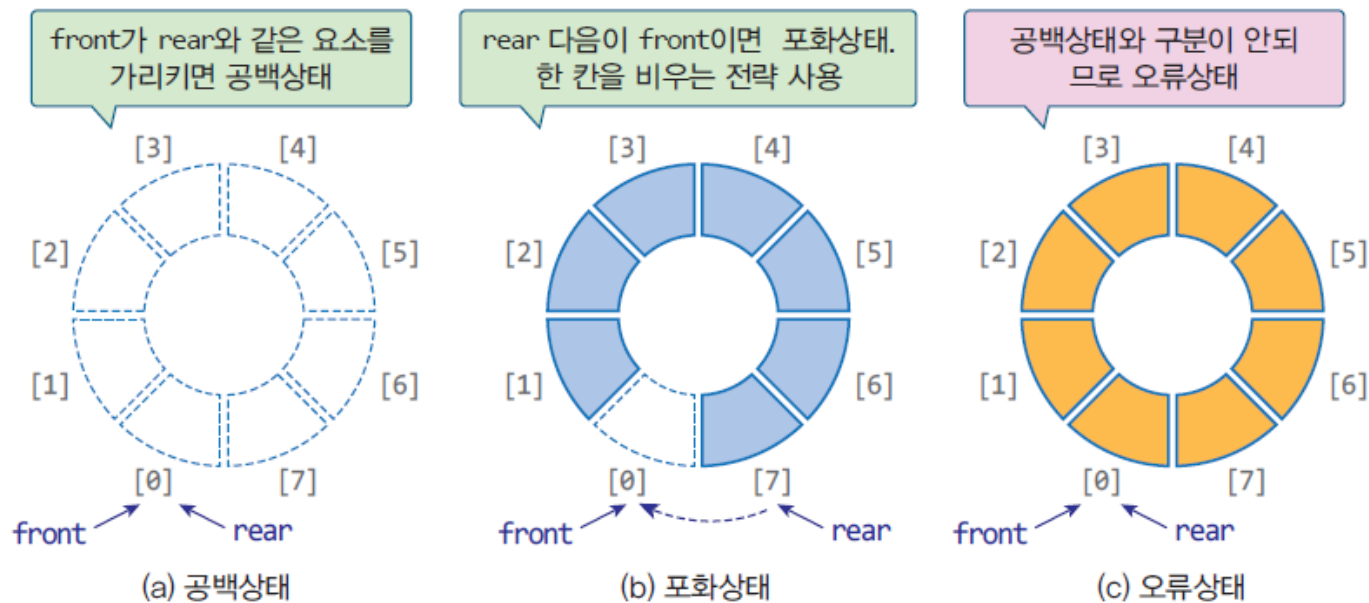 front가 rear와 같은 요소를
가리키면 공백상태
rear 다음이 front이면 포화상태.
한 칸을 비우는 전략 사용
공백상태와 구분이 안되
므로 오류상태
[3]
[4]
[2]
[5]
[1]
[6]
[0]
[7]
front
rear
(a) 공백상태
[3]
[4]
[2]
[5]
[1]
[6]
[0]
[7]
front
rear
(b) 포화상태
[3]
[4]
[2]
[5]
[1]
[6]
[0]
[7]
front
rear
(c) 오류상태